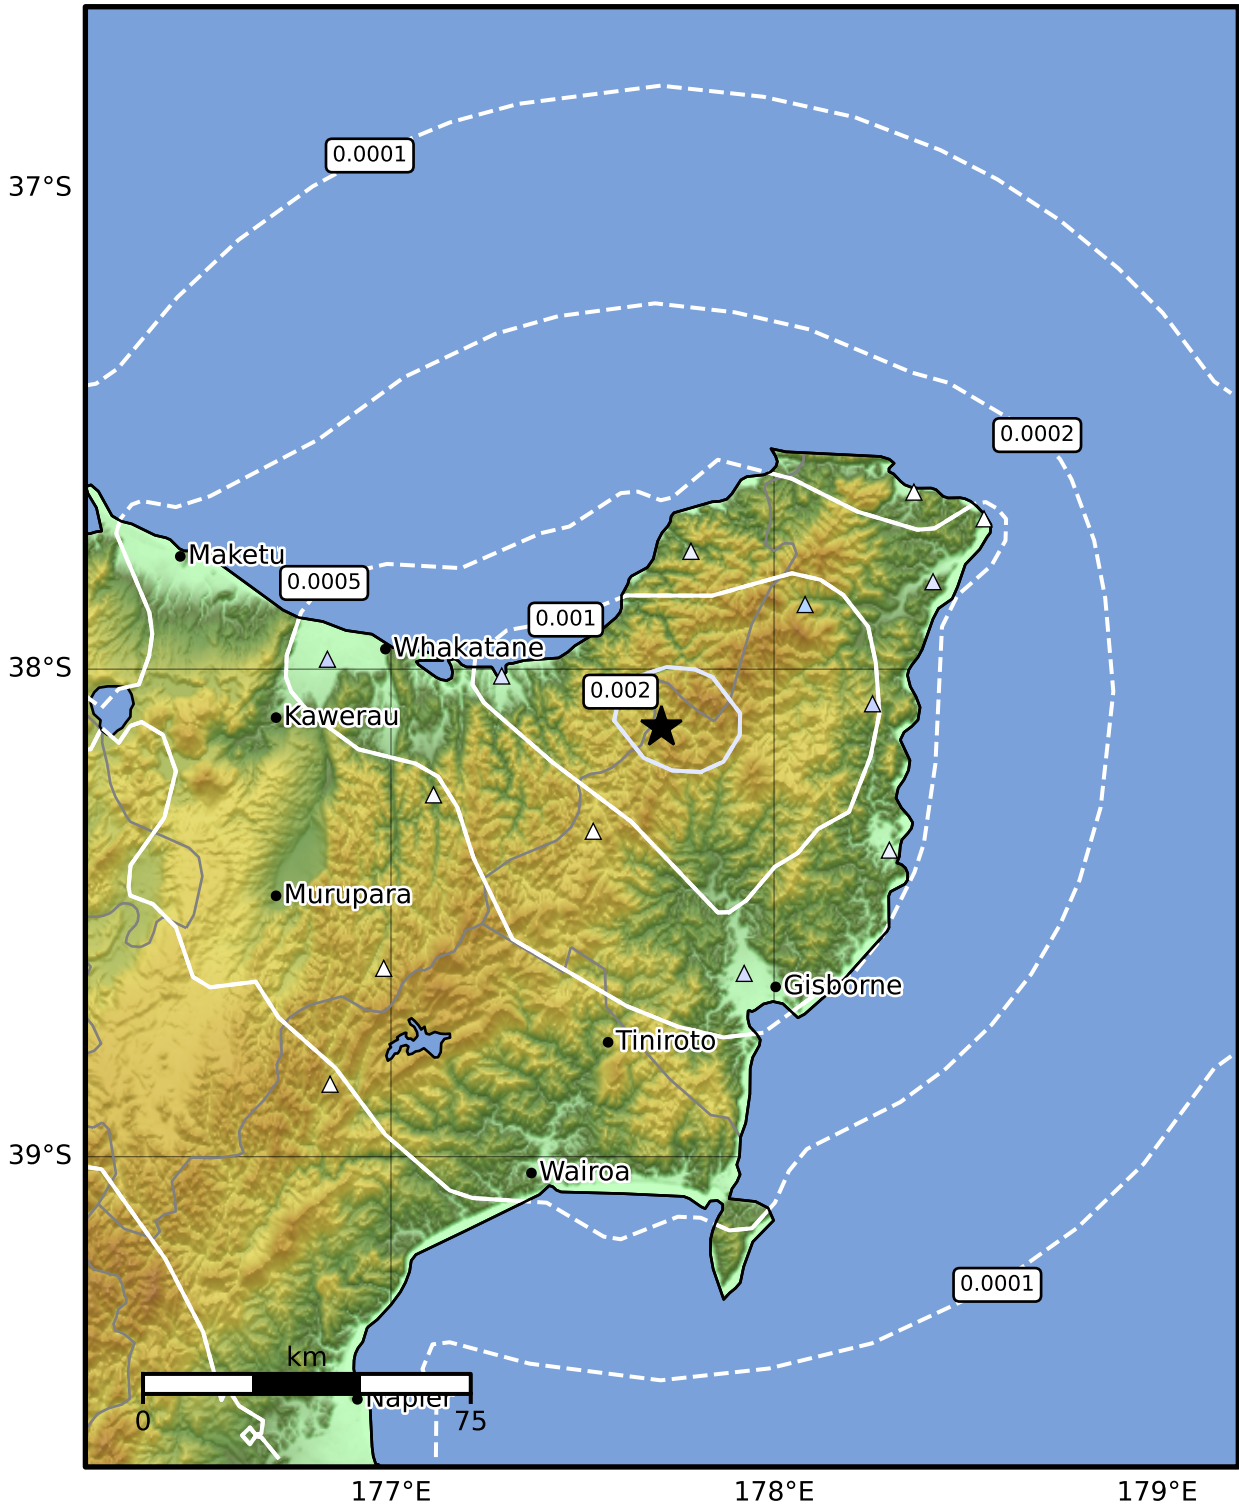 0.0001
37°S
0.0002
Maketu
0.0005
0.001
Whakatane
38°S
0.002
Kawerau
Murupara
Gisborne
Tiniroto
39°S
Wairoa
0.0001
km
Napier
0 75
177°E 178°E 179°E